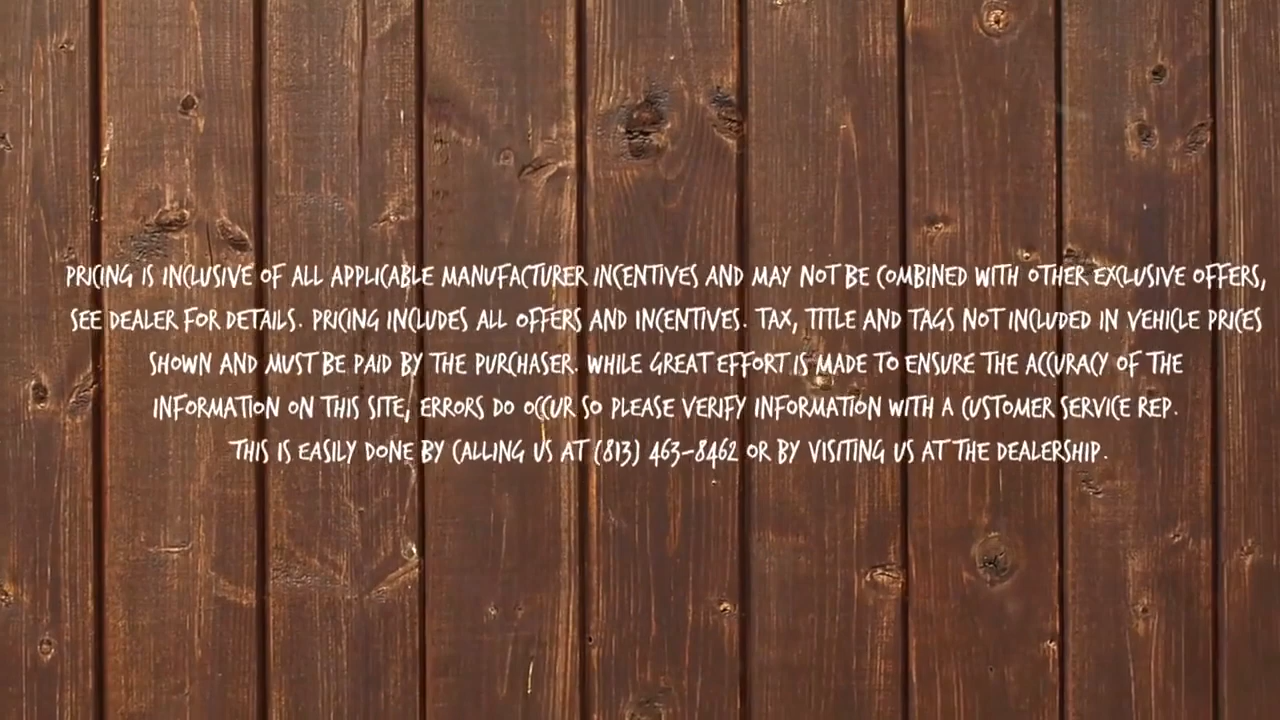 PRICING IS INCLUSIVE OF ALL APPLICABLE MANUFACTURER INCENTIVES AND MAY NOT BE COMBINED WITH OTHER EXCLUSIVE OFFERS,
SEE DEALER FOR DETAILS. PRICING INCLUDES ALL OFFERS AND INCENTIVES. TAX, TITLE AND TAGS NOT INCLUDED IN VEHICLE PRICES
SHOWN AND MUST BE PAID BY THE PURCHASER. WHILE GREAT EFFORT IS MADE TO ENSURE THE ACCURACY OF THE
INFORMATION ON THIS SITE, ERRORS DO OCCUR SO PLEASE VERIFY INFORMATION WITH A CUSTOMER SERVICE REP.
THIS IS EASILY DONE BY CALLING US AT (813) 463-8462 OR BY VISITING US AT THE DEALERSHIP.